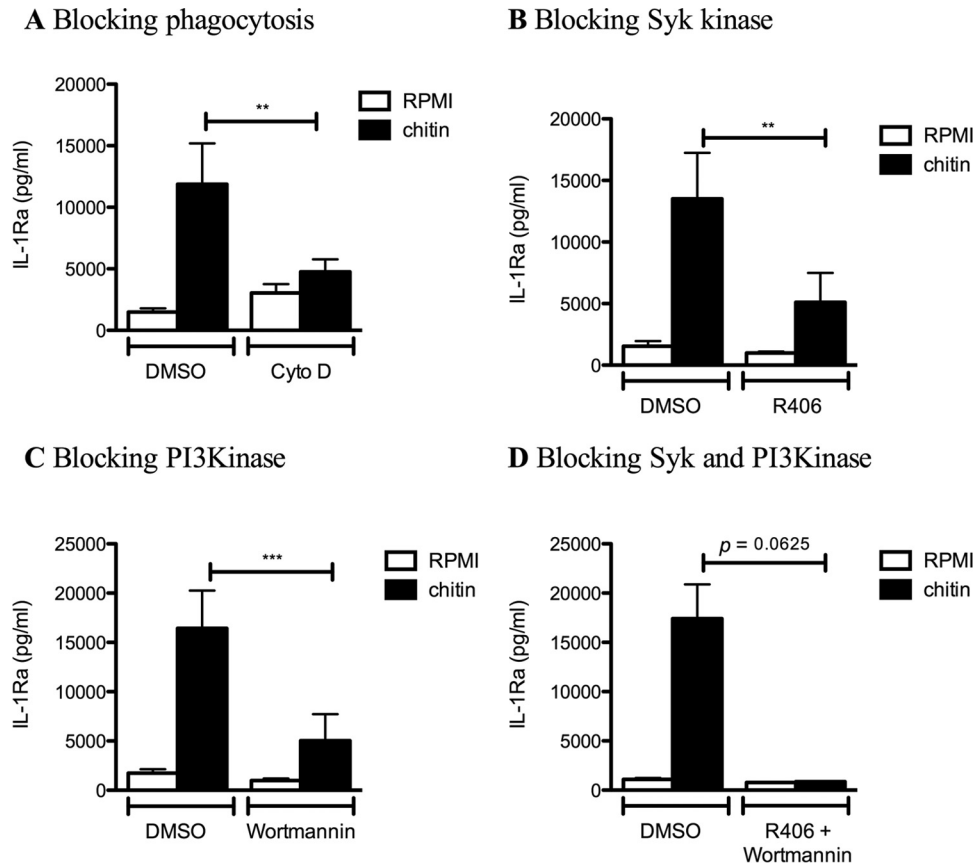 A Blocking phagocytosis
20000
15000
10000
5000
0
IL-1Ra (pg/ml)
**
RPMI
chitin
DMSO
Cyto D
B Blocking Syk kinase
20000
15000
10000
5000
0
IL-1Ra (pg/ml)
**
RPMI
chitin
DMSO
R406
C Blocking PI3Kinase
25000
20000
15000
10000
5000
0
IL-1Ra (pg/ml)
***
RPMI
chitin
DMSO
Wortmannin
D Blocking Syk and PI3Kinase
25000
20000
15000
10000
5000
0
IL-1Ra (pg/ml)
p = 0.0625
RPMI
chitin
DMSO
R406 +
Wortmannin